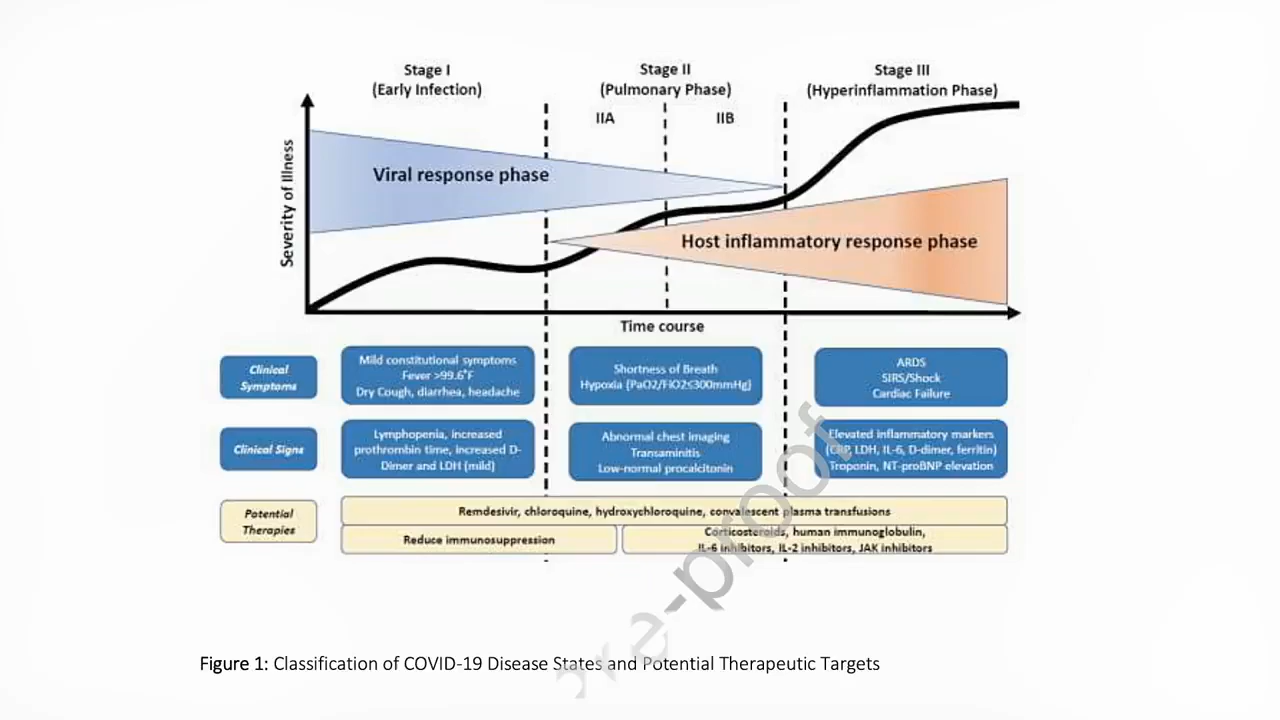 Stage I
(Early Infection)
Stage II
(Pulmonary Phase)
Stage III
(Hyperinflammation Phase)
IIA
IIB
Severity of Illness
Viral response phase
Host inflammatory response phase
Time course
Clinical
Symptoms
Mild constitutional symptoms
Fever >99.6°F
Dry Cough, diarrhea, headache
Shortness of Breath
Hypoxia (PaO2/FiO2≤300mmHg)
ARDS
SIRS/Shock
Cardiac Failure
Clinical Signs
Lymphopenia, increased
prothrombin time, increased D-
Dimer and LDH (mild)
Abnormal chest imaging
Transaminitis
Low-normal procalcitonin
Elevated inflammatory markers
(CRP, LDH, IL-6, D-dimer, ferritin)
Troponin, NT-proBNP elevation
Potential
Therapies
Remdesivir, chloroquine, hydroxychloroquine, convalescent plasma transfusions
Reduce immunosuppression
Corticosteroids, human immunoglobulin,
IL-6 inhibitors, IL-2 inhibitors, JAK inhibitors
re-proof
Figure 1: Classification of COVID-19 Disease States and Potential Therapeutic Targets